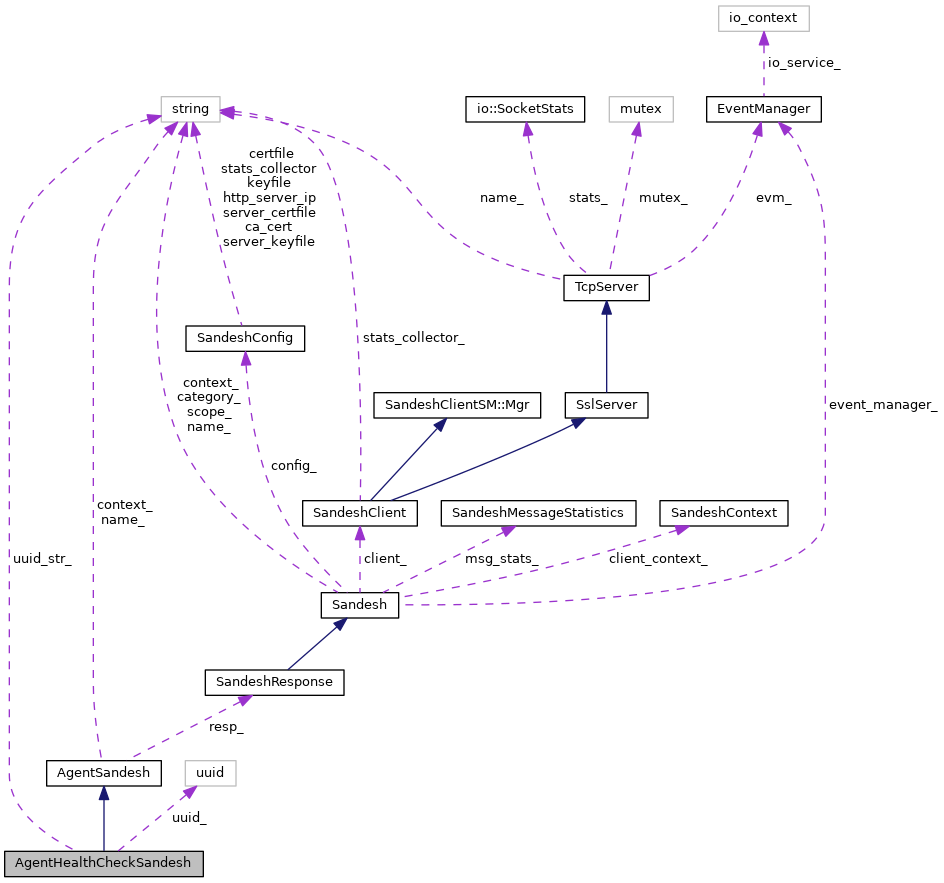 io_context
io_service_
string
io::SocketStats
mutex
EventManager
certfile
stats_collector
keyfile
http_server_ip
server_certfile
ca_cert
server_keyfile
name_
stats_
mutex_
evm_
TcpServer
SandeshConfig
stats_collector_
context_
category_
scope_
name_
SandeshClientSM::Mgr
SslServer
event_manager_
config_
SandeshClient
SandeshMessageStatistics
SandeshContext
context_
name_
uuid_str_
client_
msg_stats_
client_context_
Sandesh
SandeshResponse
resp_
AgentSandesh
uuid
uuid_
AgentHealthCheckSandesh